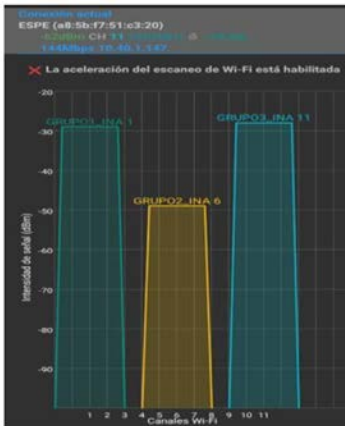 Conexión actual
ESPE (a8:5b:f7:51:c3:20)
-62dBm CH 11
144Mbps 10.40.1.147
La aceleración del escaneo de Wi-Fi está habilitada
-20
-30
-40
-50
-60
-70
-80
-90
Intensidad de señal (dBm)
GRUPO1_INA 1
GRUPO2_INA 6
GRUPO3_INA 11
1 2 3 4 5 6 7 8 9 10 11
Canales Wi-Fi